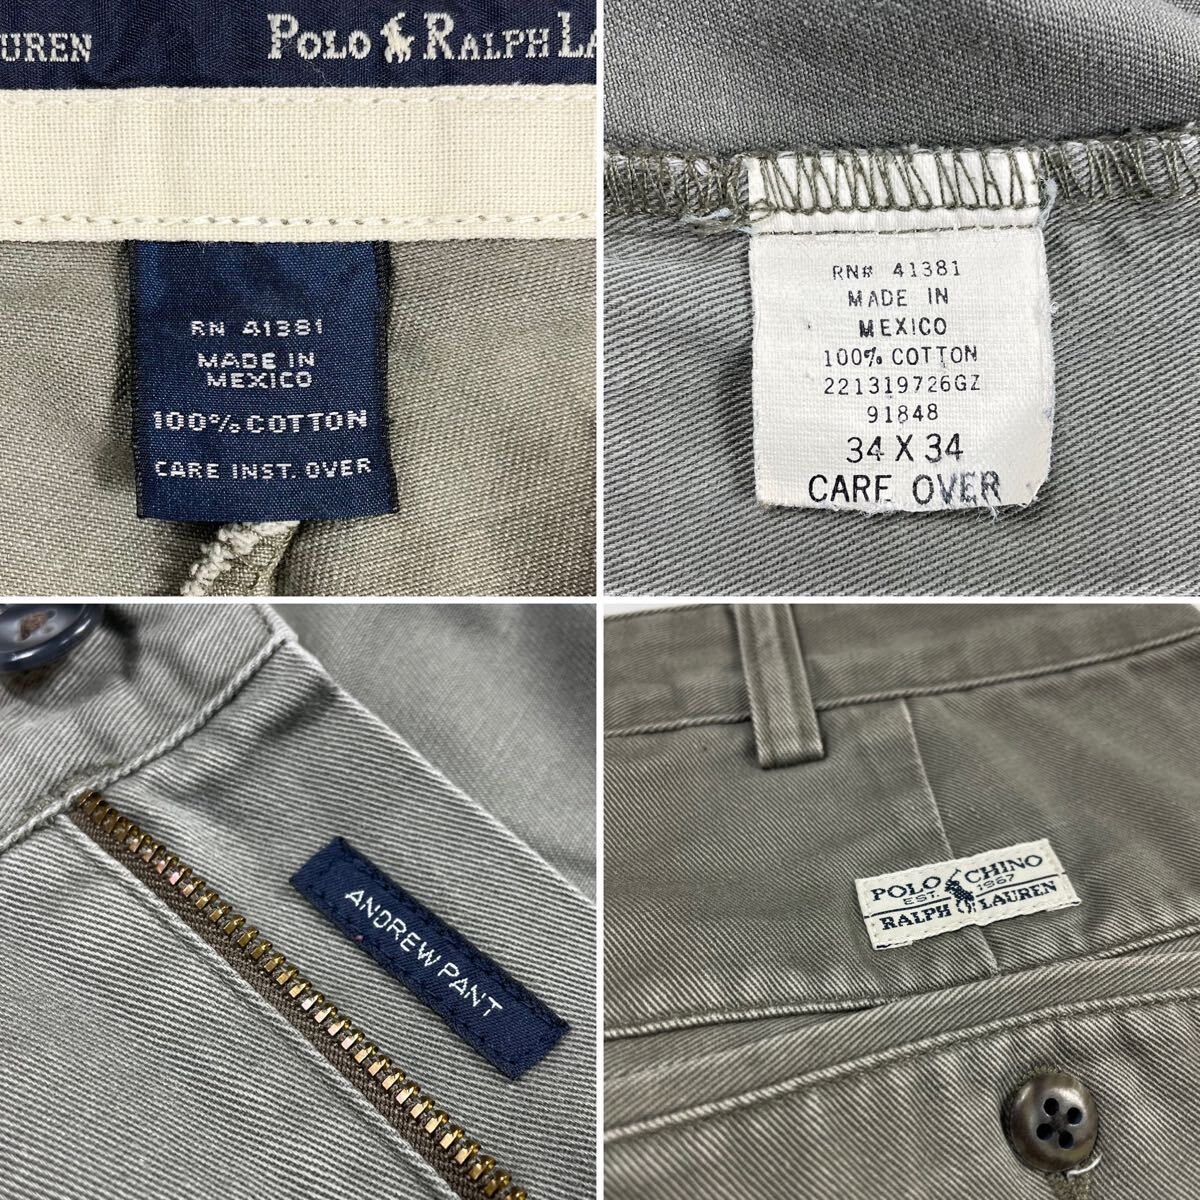 UREN
POLO RALPH LA
RN 41381
MADE IN
MEXICO
100% COTTON
CARE INST. OVER
RN# 41381
MADE IN
MEXICO
100% COTTON
221319726GZ
91848
34 X 34
CARE OVER
ANDREW PANT
POLO CHINO
EST. 1967
RALPH LAUREN